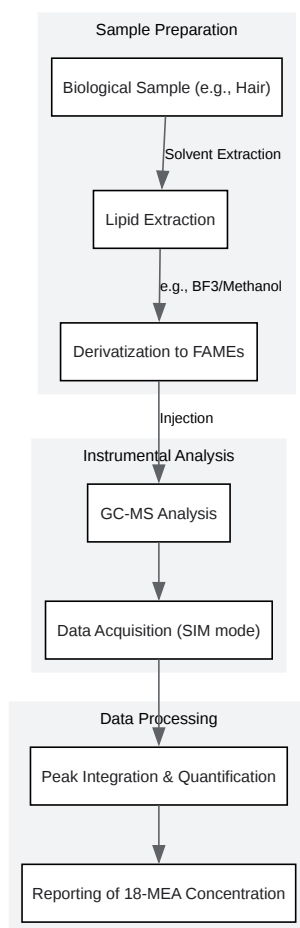 Sample Preparation
Biological Sample (e.g., Hair)
Solvent Extraction
Lipid Extraction
e.g., BF3/Methanol
Derivatization to FAMEs
Injection
Instrumental Analysis
GC-MS Analysis
Data Acquisition (SIM mode)
Data Processing
Peak Integration & Quantification
Reporting of 18-MEA Concentration